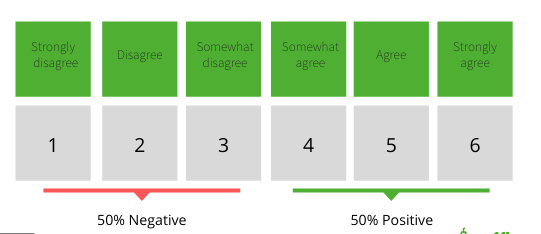 Strongly disagree
Disagree
Somewhat disagree
Somewhat agree
Agree
Strongly agree
1 2 3 4 5 6
50% Negative
50% Positive